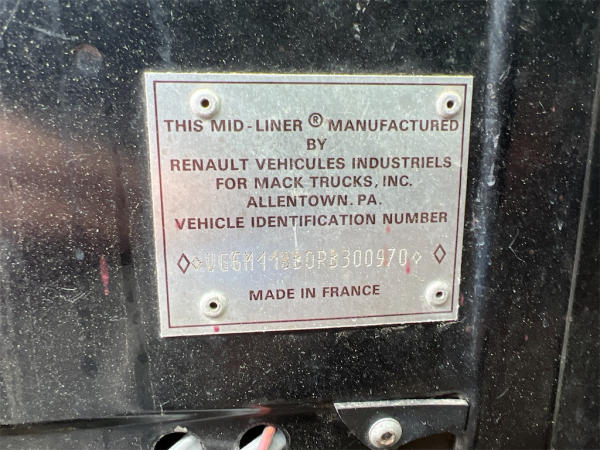 THIS MID-LINER ® MANUFACTURED
BY
RENAULT VEHICULES INDUSTRIELS
FOR MACK TRUCKS, INC.
ALLENTOWN. PA.
VEHICLE IDENTIFICATION NUMBER
VG6M118B0RB300970
MADE IN FRANCE